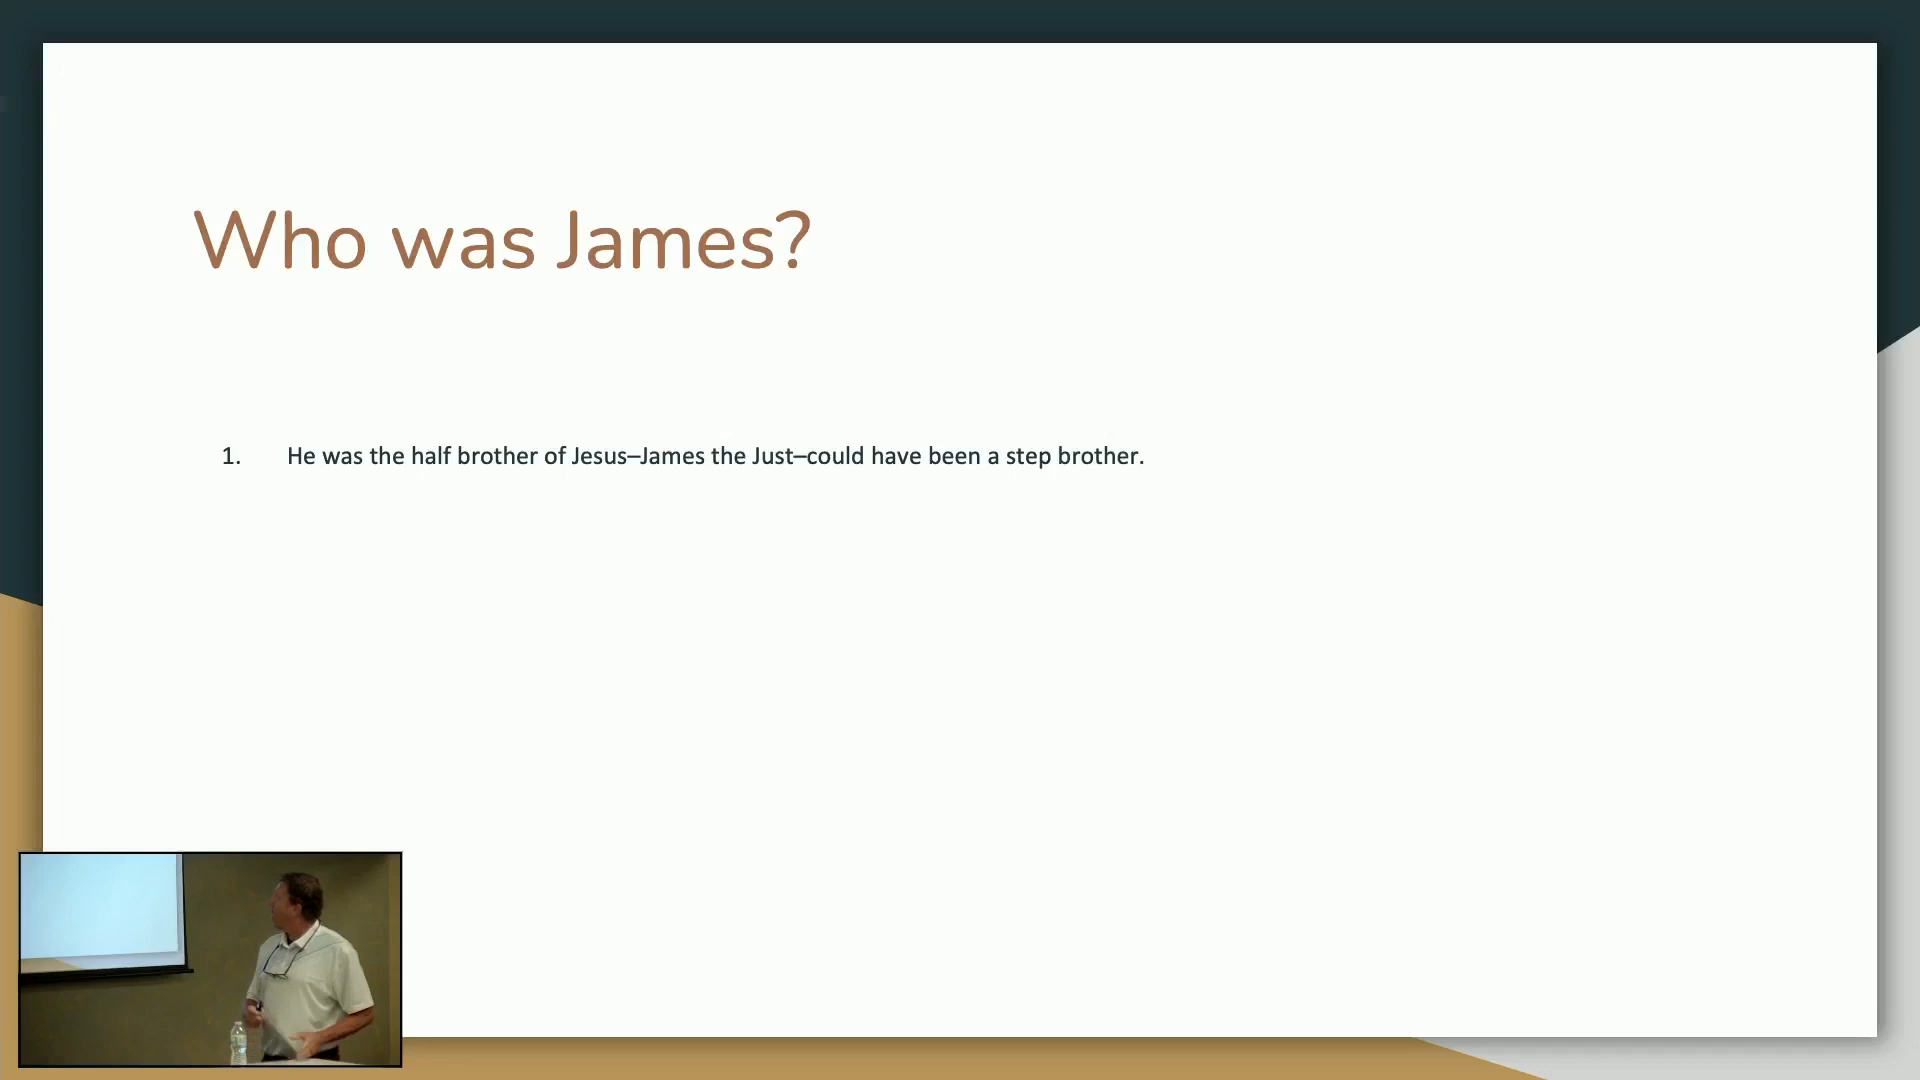 Who was James?
1. He was the half brother of Jesus–James the Just–could have been a step brother.